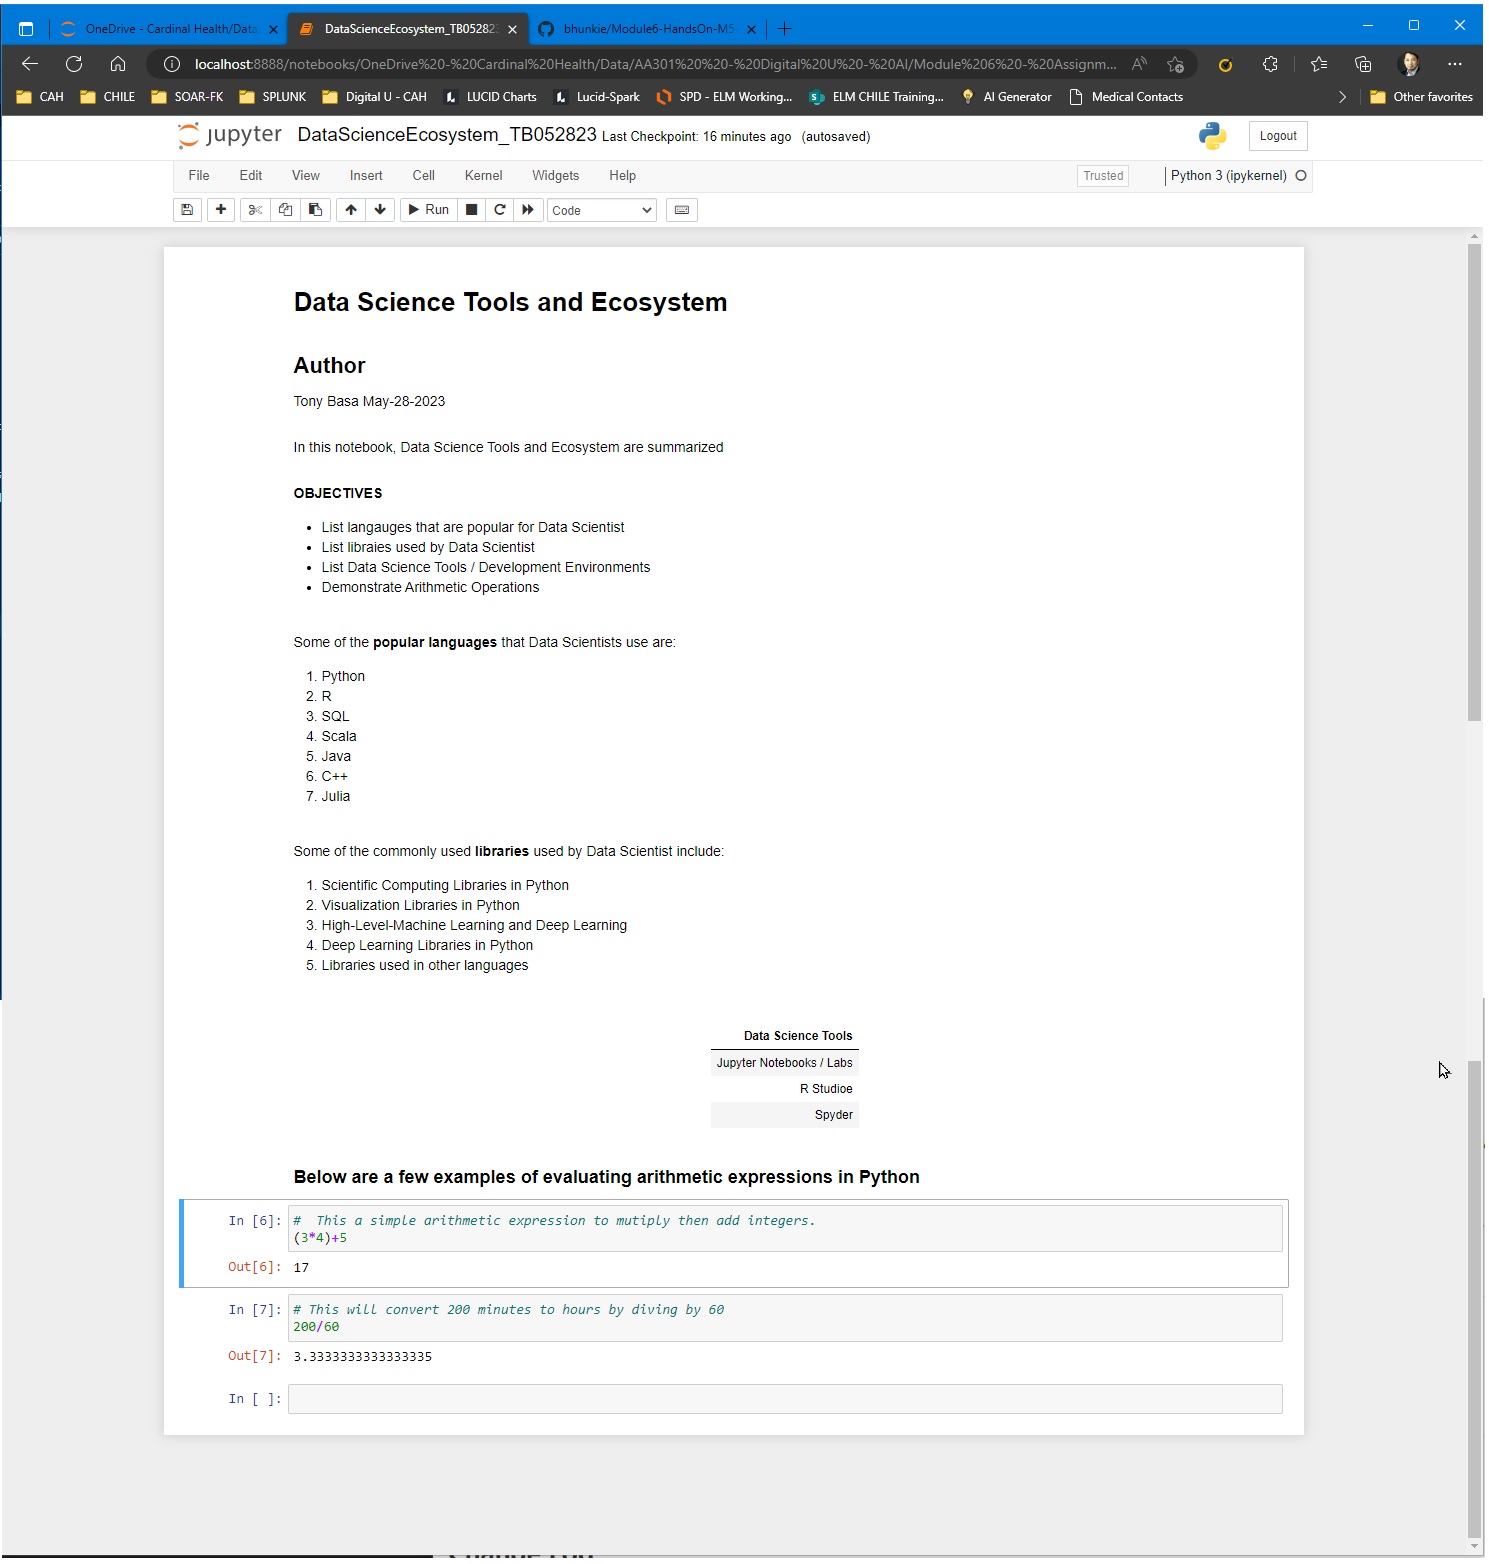 OneDrive - Cardinal Health/Data
DataScienceEcosystem_TB05282
bhunkie/Module6-HandsOn-M5
localhost:8888/notebooks/OneDrive%20-%20Cardinal%20Health/Data/AA301%20%20-%20Digital%20U%20-%20AI/Module%206%20-%20Assignm...
CAH CHILE SOAR-FK SPLUNK Digital U - CAH LUCID Charts Lucid-Spark SPD - ELM Working... ELM CHILE Training... AI Generator Medical Contacts Other favorites
jupyter DataScienceEcosystem_TB052823 Last Checkpoint: 16 minutes ago (autosaved) Logout
File Edit View Insert Cell Kernel Widgets Help Trusted Python 3 (ipykernel)
Run Code
Data Science Tools and Ecosystem
Author
Tony Basa May-28-2023
In this notebook, Data Science Tools and Ecosystem are summarized
OBJECTIVES
• List langauges that are popular for Data Scientist
• List libraies used by Data Scientist
• List Data Science Tools / Development Environments
• Demonstrate Arithmetic Operations
Some of the popular languages that Data Scientists use are:
1. Python
2. R
3. SQL
4. Scala
5. Java
6. C++
7. Julia
Some of the commonly used libraries used by Data Scientist include:
1. Scientific Computing Libraries in Python
2. Visualization Libraries in Python
3. High-Level-Machine Learning and Deep Learning
4. Deep Learning Libraries in Python
5. Libraries used in other languages
Data Science Tools
Jupyter Notebooks / Labs
R Studioe
Spyder
Below are a few examples of evaluating arithmetic expressions in Python
In [6]: #  This a simple arithmetic expression to mutiply then add integers.
(3*4)+5
Out[6]: 17
In [7]: # This will convert 200 minutes to hours by diving by 60
200/60
Out[7]: 3.3333333333333335
In [ ]: